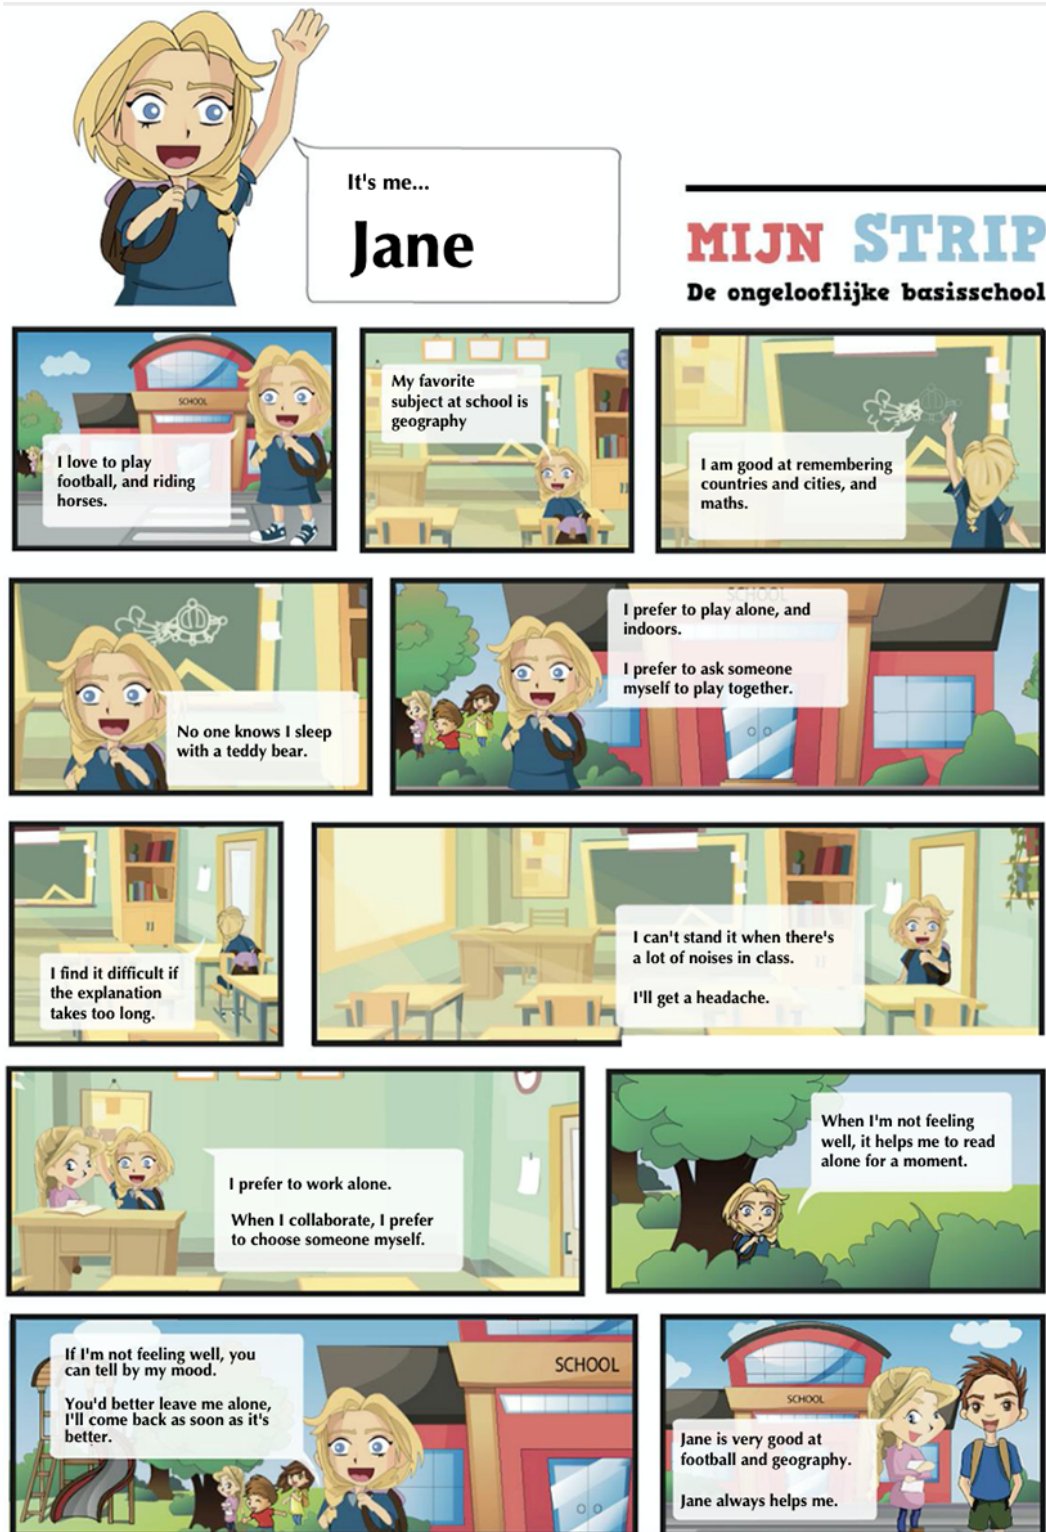 It's me...
Jane
MIJN STRIP
De ongelooflijke basisschool
SCHOOL
I love to play
football, and riding
horses.
My favorite
subject at school is
geography
I am good at remembering
countries and cities, and
maths.
No one knows I sleep
with a teddy bear.
SCHOOL
I prefer to play alone, and
indoors.
I prefer to ask someone
myself to play together.
I find it difficult if
the explanation
takes too long.
I can't stand it when there's
a lot of noises in class.
I'll get a headache.
I prefer to work alone.
When I collaborate, I prefer
to choose someone myself.
When I'm not feeling
well, it helps me to read
alone for a moment.
If I'm not feeling well, you
can tell by my mood.
You'd better leave me alone,
I'll come back as soon as it's
better.
SCHOOL
SCHOOL
Jane is very good at
football and geography.
Jane always helps me.